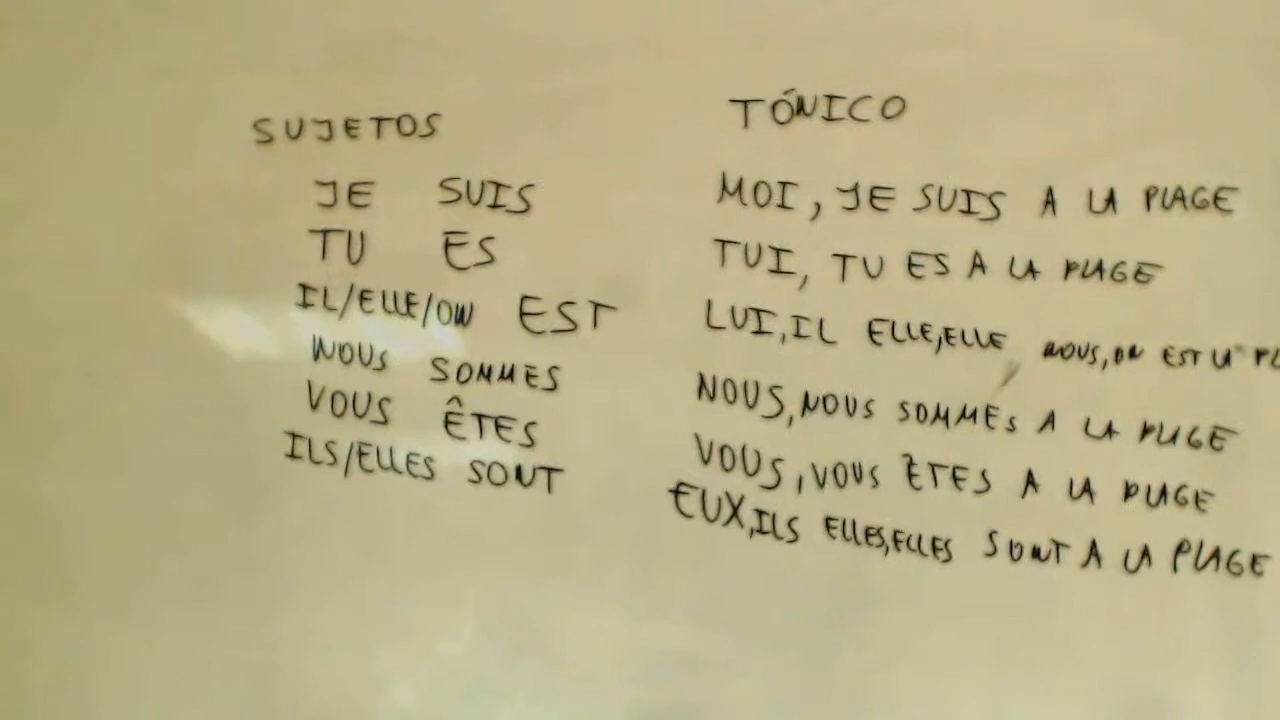 SUJETOS
JE SUIS
TU ES
IL/ELLE/ON EST
NOUS SOMMES
VOUS ÊTES
ILS/ELLES SONT
TÓNICO
MOI, JE SUIS A LA PLAGE
TUI, TU ES A LA PLAGE
LUI,IL ELLE,ELLE NOUS,ON EST
NOUS,NOUS SOMMES A LA PLAGE
VOUS,VOUS ÊTES A LA PLAGE
EUX,ILS ELLES,ELLES SONT A LA PLAGE